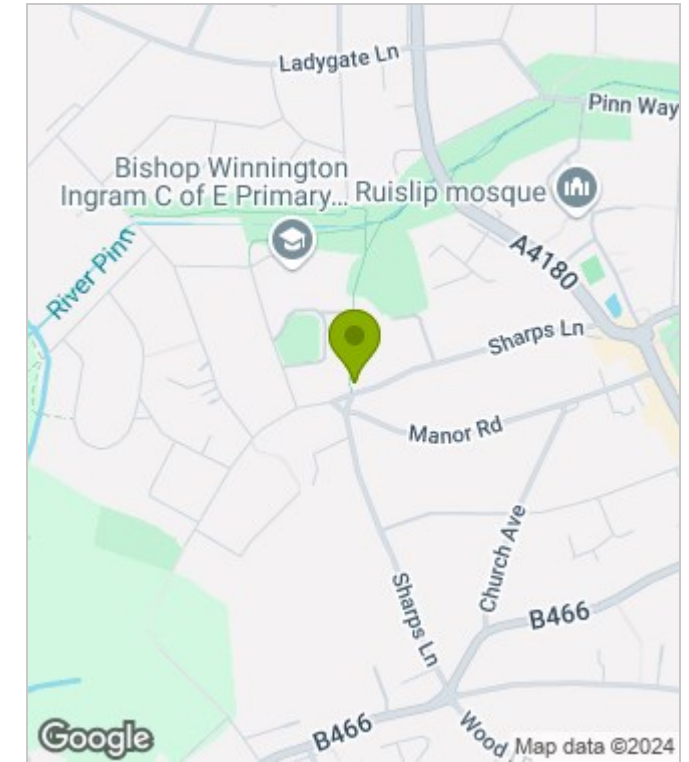 Ladygate Ln
Pinn Way
Bishop Winnington
Ingram C of E Primary...
Ruislip mosque
River Pinn
A4180
Sharps Ln
Manor Rd
Church Ave
Sharps Ln
B466
B466
Wood
Google
Map data ©2024